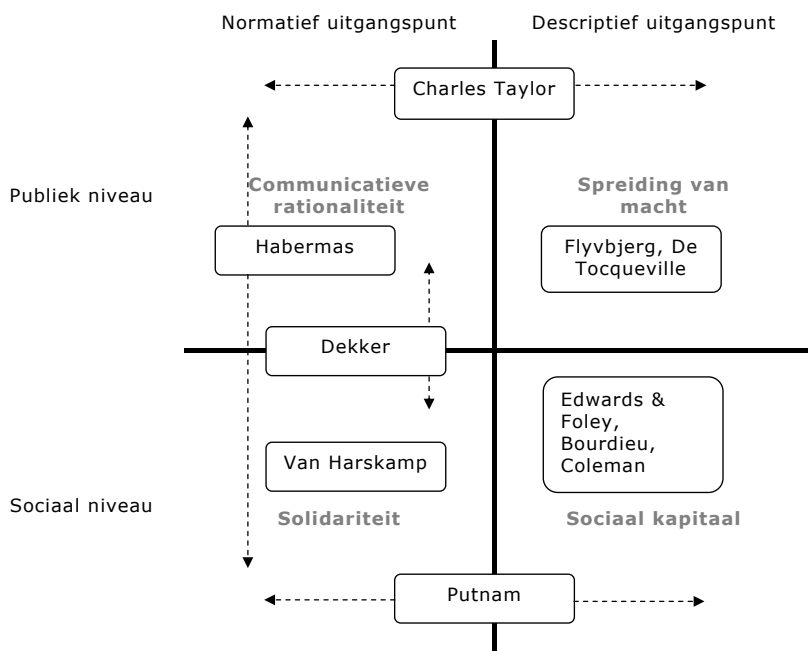 Normatief uitgangspunt
Descriptief uitgangspunt
Charles Taylor
Publiek niveau
Communicatieve
rationaliteit
Spreiding van
macht
Habermas
Flyvbjerg, De
Tocqueville
Dekker
Edwards &
Foley,
Bourdieu,
Coleman
Van Harskamp
Sociaal niveau
Solidariteit
Sociaal kapitaal
Putnam